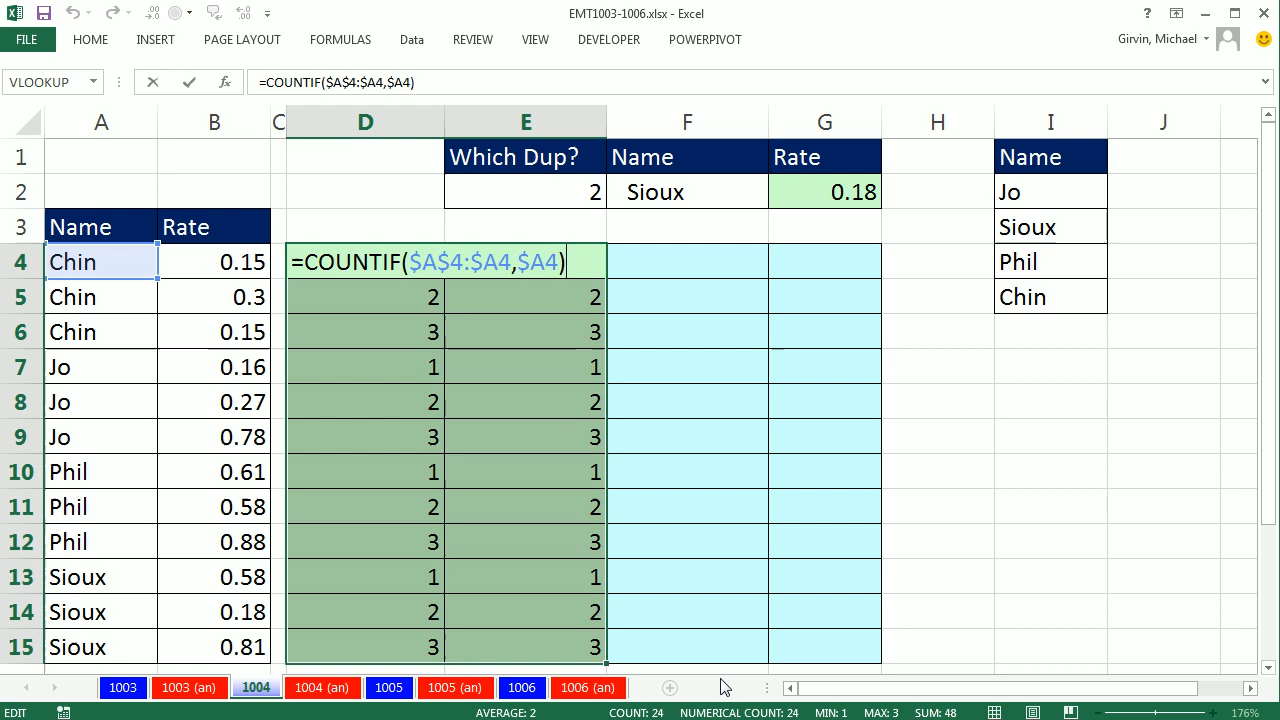 EMT1003-1006.xlsx - Excel
FILE HOME INSERT PAGE LAYOUT FORMULAS Data REVIEW VIEW DEVELOPER POWERPIVOT Girvin, Michael
VLOOKUP fx =COUNTIF($A$4:$A4,$A4)
A B C D E F G H I J
1 Which Dup? Name Rate Name
2 2 Sioux 0.18 Jo
3 Name Rate Sioux
4 Chin 0.15 =COUNTIF($A$4:$A4,$A4) Phil
5 Chin 0.3 2 2 Chin
6 Chin 0.15 3 3
7 Jo 0.16 1 1
8 Jo 0.27 2 2
9 Jo 0.78 3 3
10 Phil 0.61 1 1
11 Phil 0.58 2 2
12 Phil 0.88 3 3
13 Sioux 0.58 1 1
14 Sioux 0.18 2 2
15 Sioux 0.81 3 3
1003 1003 (an) 1004 1004 (an) 1005 1005 (an) 1006 1006 (an)
EDIT AVERAGE: 2 COUNT: 24 NUMERICAL COUNT: 24 MIN: 1 MAX: 3 SUM: 48 176%